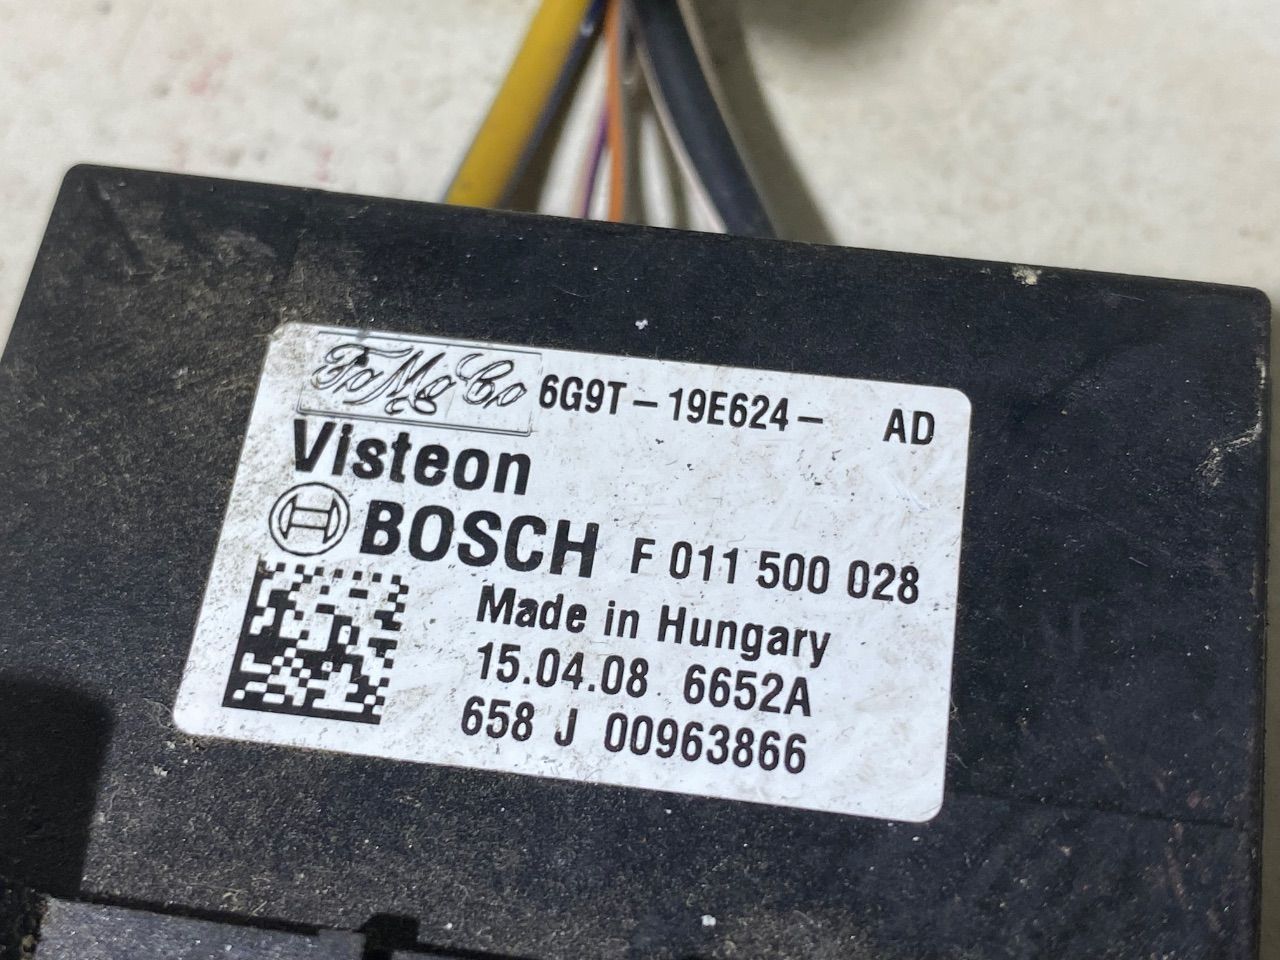 FoMoCo 6G9T-19E624- AD
Visteon
BOSCH F 011 500 028
Made in Hungary
15.04.08 6652A
658 J 00963866